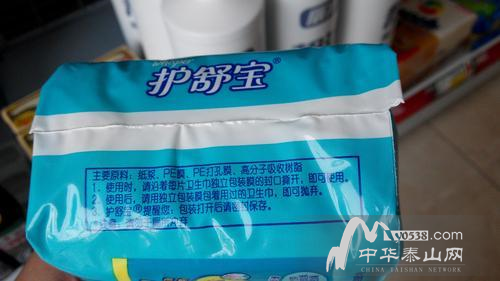 whisper
护舒宝®
主要原料：纸浆、PE膜、PE打孔膜、高分子吸收树脂
1、使用时，请沿着每片卫生巾独立包装膜的封口撕开，即可使用。
2、使用后，请用独立包装膜包着用过的卫生巾，即可抛弃。
3、护舒宝®提醒您：包装打开后请密封保存。
0538.com
中华泰山网
CHINA TAISHAN NETWORK